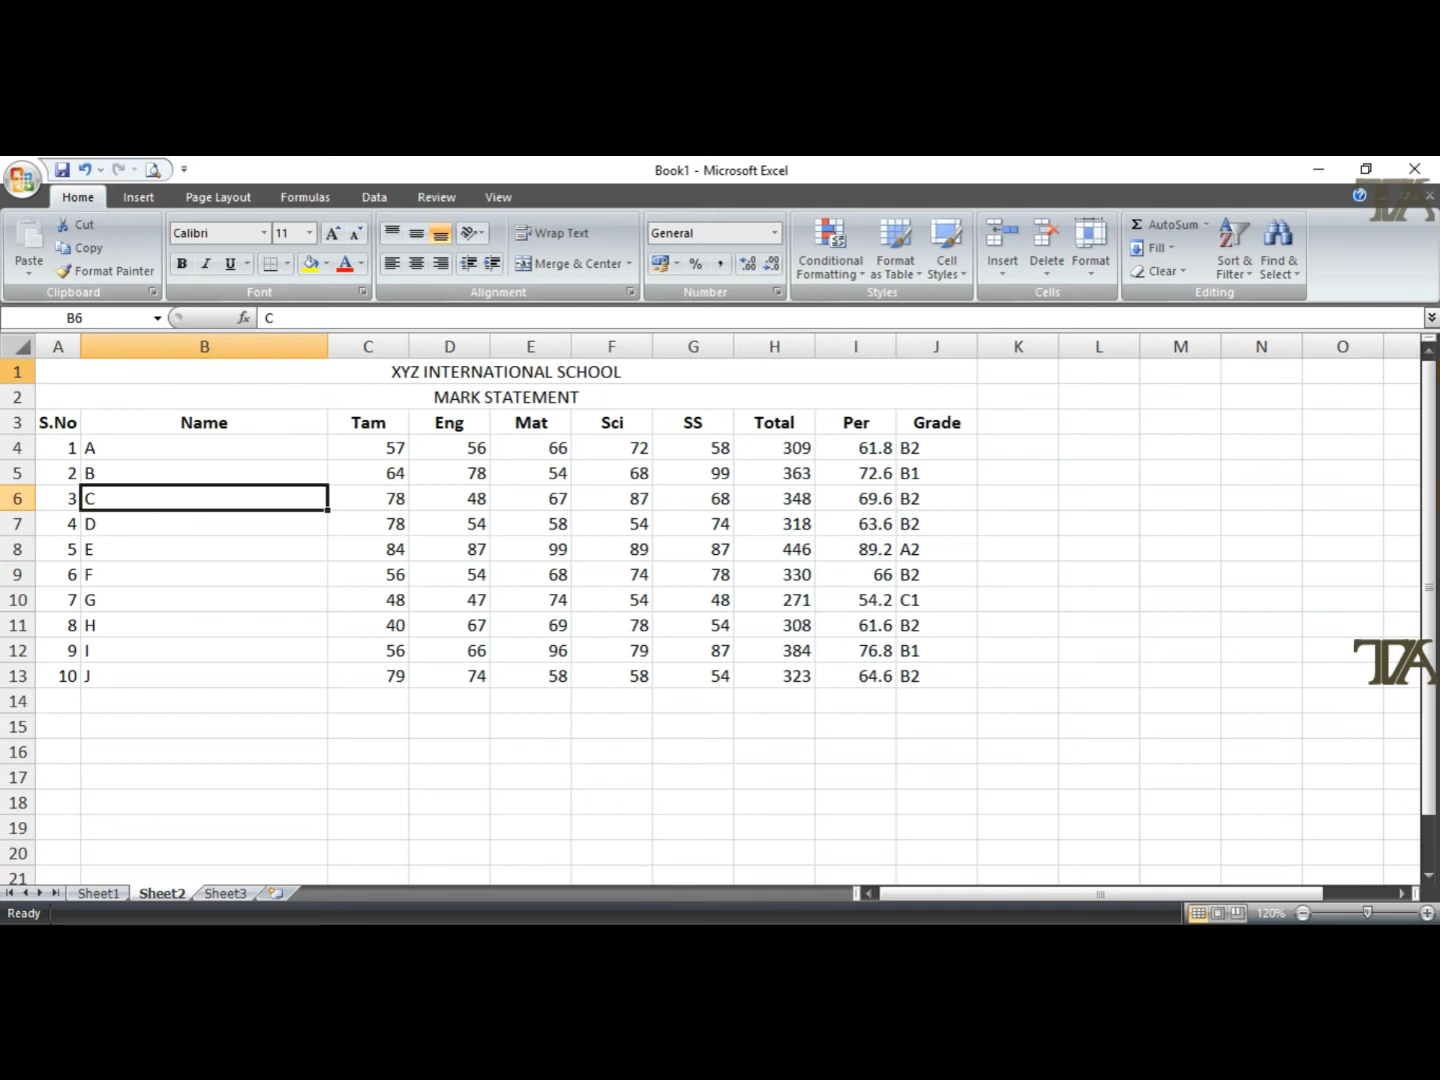 Book1 - Microsoft Excel
Home Insert Page Layout Formulas Data Review View
Cut
Copy
Format Painter
Paste
Clipboard
Calibri 11
B I U
Font
Wrap Text
Merge & Center
Alignment
General
%
Number
Conditional Formatting
Format as Table
Cell Styles
Styles
Insert Delete Format
Cells
AutoSum
Fill
Clear
Sort & Filter
Find & Select
Editing
B6 fx C
A B C D E F G H I J K L M N O
1 XYZ INTERNATIONAL SCHOOL
2 MARK STATEMENT
3 S.No Name Tam Eng Mat Sci SS Total Per Grade
4 1 A 57 56 66 72 58 309 61.8 B2
5 2 B 64 78 54 68 99 363 72.6 B1
6 3 C 78 48 67 87 68 348 69.6 B2
7 4 D 78 54 58 54 74 318 63.6 B2
8 5 E 84 87 99 89 87 446 89.2 A2
9 6 F 56 54 68 74 78 330 66 B2
10 7 G 48 47 74 54 48 271 54.2 C1
11 8 H 40 67 69 78 54 308 61.6 B2
12 9 I 56 66 96 79 87 384 76.8 B1
13 10 J 79 74 58 58 54 323 64.6 B2
14
15
16
17
18
19
20
21
Sheet1 Sheet2 Sheet3
Ready 120%